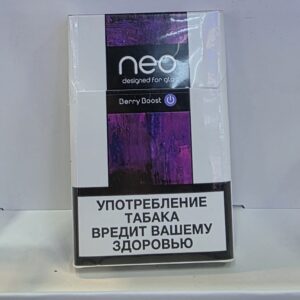 neo
designed for glo
Berry Boost
УПОТРЕБЛЕНИЕ
ТАБАКА
ВРЕДИТ ВАШЕМУ
ЗДОРОВЬЮ